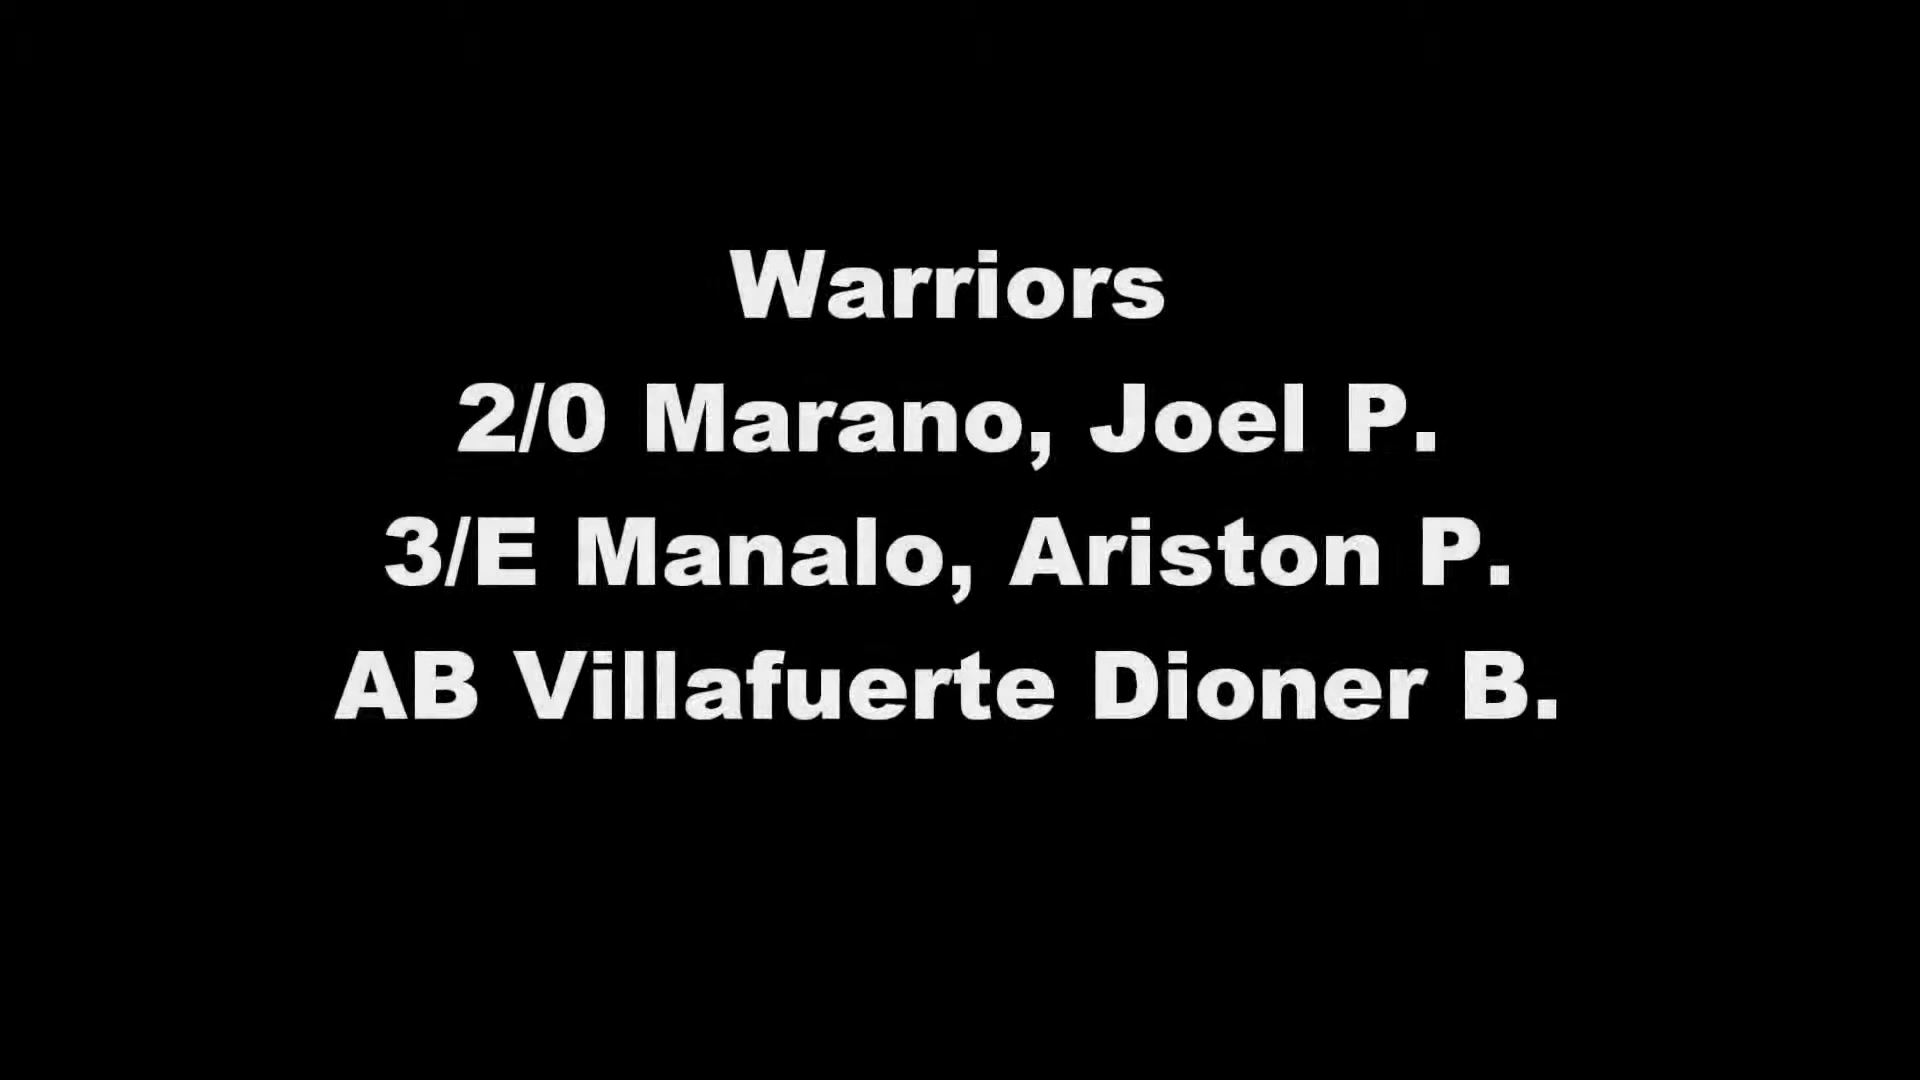 Warriors
2/0 Marano, Joel P.
3/E Manalo, Ariston P.
AB Villafuerte Dioner B.